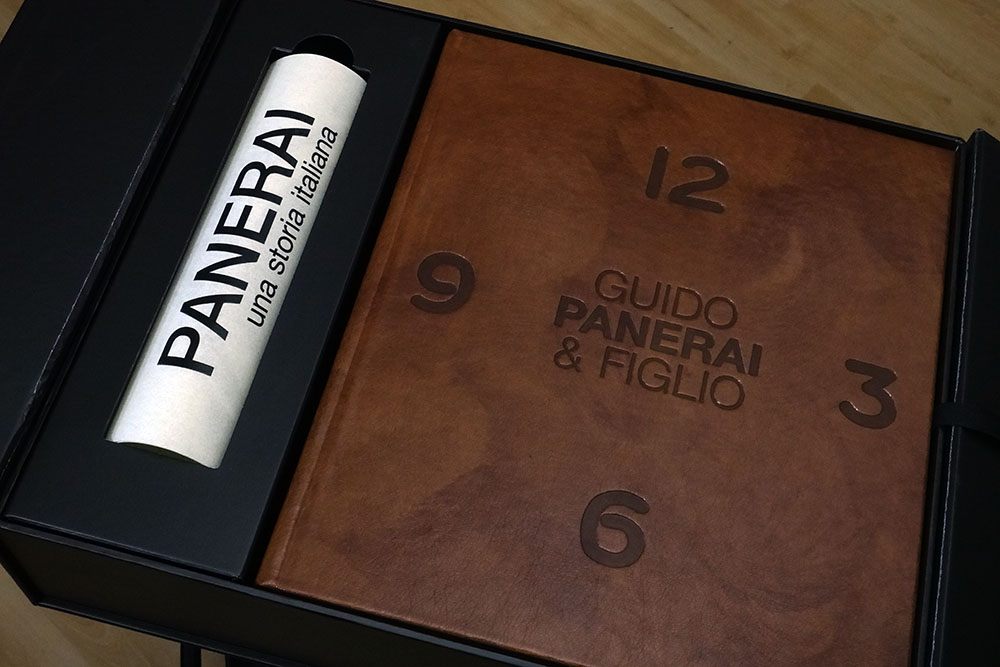 PANERAI
una storia italiana
12
9
GUIDO
PANERAI
& FIGLIO
3
6